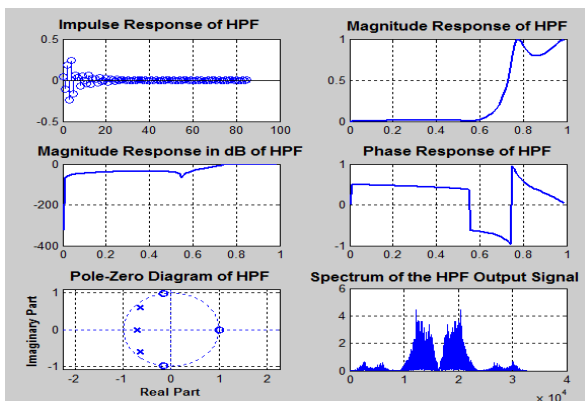 Impulse Response of HPF
0.5
0
-0.5
0 20 40 60 80 100
Magnitude Response of HPF
1
0.5
0
0 0.2 0.4 0.6 0.8 1
Magnitude Response in dB of HPF
0
-200
-400
0 0.2 0.4 0.6 0.8 1
Phase Response of HPF
1
0
-1
0 0.2 0.4 0.6 0.8 1
Pole-Zero Diagram of HPF
Imaginary Part
1
0
-1
-2 -1 0 1 2
Real Part
Spectrum of the HPF Output Signal
6
4
2
0
0 1 2 3 4
× 10^4